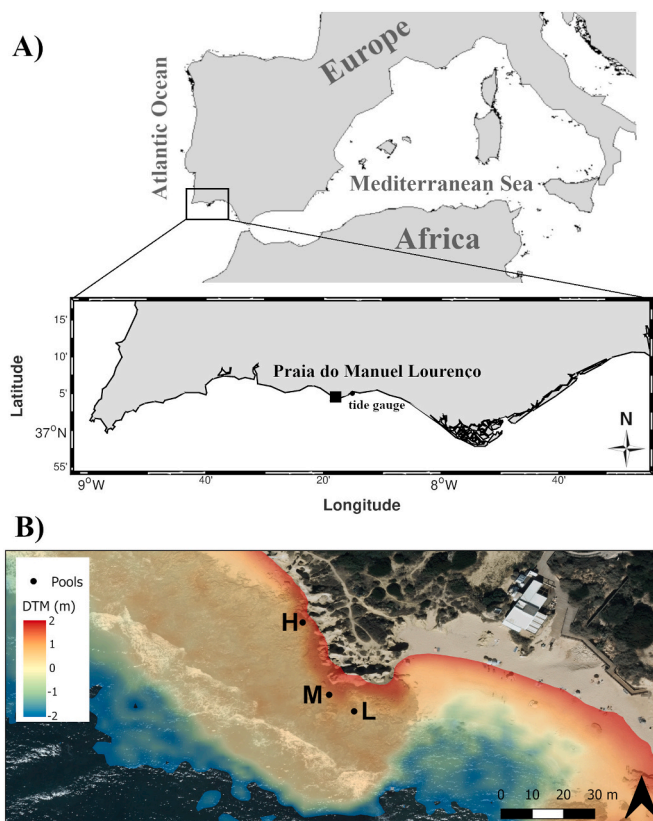 A)
Europe
Atlantic Ocean
Mediterranean Sea
Africa
15'
10'
Praia do Manuel Lourenço
5'
tide gauge
Latitude
37°N
N
55'
9°W
40'
20'
8°W
40'
Longitude
B)
Pools
DTM (m)
2
1
0
-1
-2
H
M
L
0
10
20
30 m